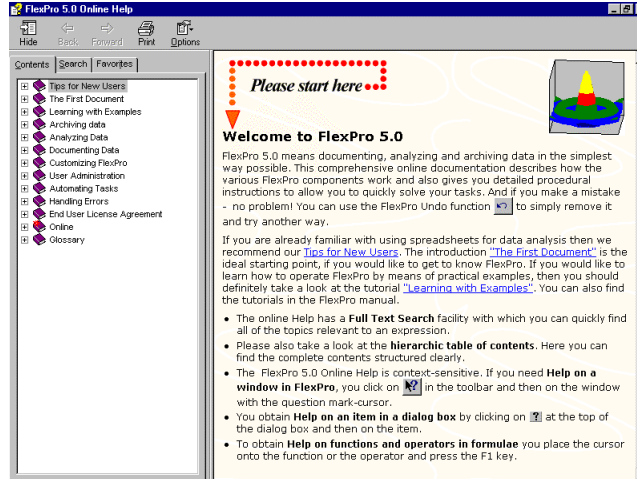 FlexPro 5.0 Online Help
Hide Back Forward Print Options
Contents Search Favorites
Tips for New Users
The First Document
Learning with Examples
Archiving data
Analyzing Data
Documenting Data
Customizing FlexPro
User Administration
Automating Tasks
Handling Errors
End User License Agreement
Online
Glossary
Please start here
Welcome to FlexPro 5.0
FlexPro 5.0 means documenting, analyzing and archiving data in the simplest
way possible. This comprehensive online documentation describes how the
various FlexPro components work and also gives you detailed procedural
instructions to allow you to quickly solve your tasks. And if you make a mistake
- no problem! You can use the FlexPro Undo function to simply remove it
and try another way.
If you are already familiar with using spreadsheets for data analysis then we
recommend our Tips for New Users. The introduction "The First Document" is the
ideal starting point, if you would like to get to know FlexPro. If you would like to
learn how to operate FlexPro by means of practical examples, then you should
definitely take a look at the tutorial "Learning with Examples". You can also find
the tutorials in the FlexPro manual.
• The online Help has a Full Text Search facility with which you can quickly find
all of the topics relevant to an expression.
• Please also take a look at the hierarchic table of contents. Here you can
find the complete contents structured clearly.
• The FlexPro 5.0 Online Help is context-sensitive. If you need Help on a
window in FlexPro, you click on in the toolbar and then on the window
with the question mark-cursor.
• You obtain Help on an item in a dialog box by clicking on ? at the top of
the dialog box and then on the item.
• To obtain Help on functions and operators in formulae you place the cursor
onto the function or the operator and press the F1 key.